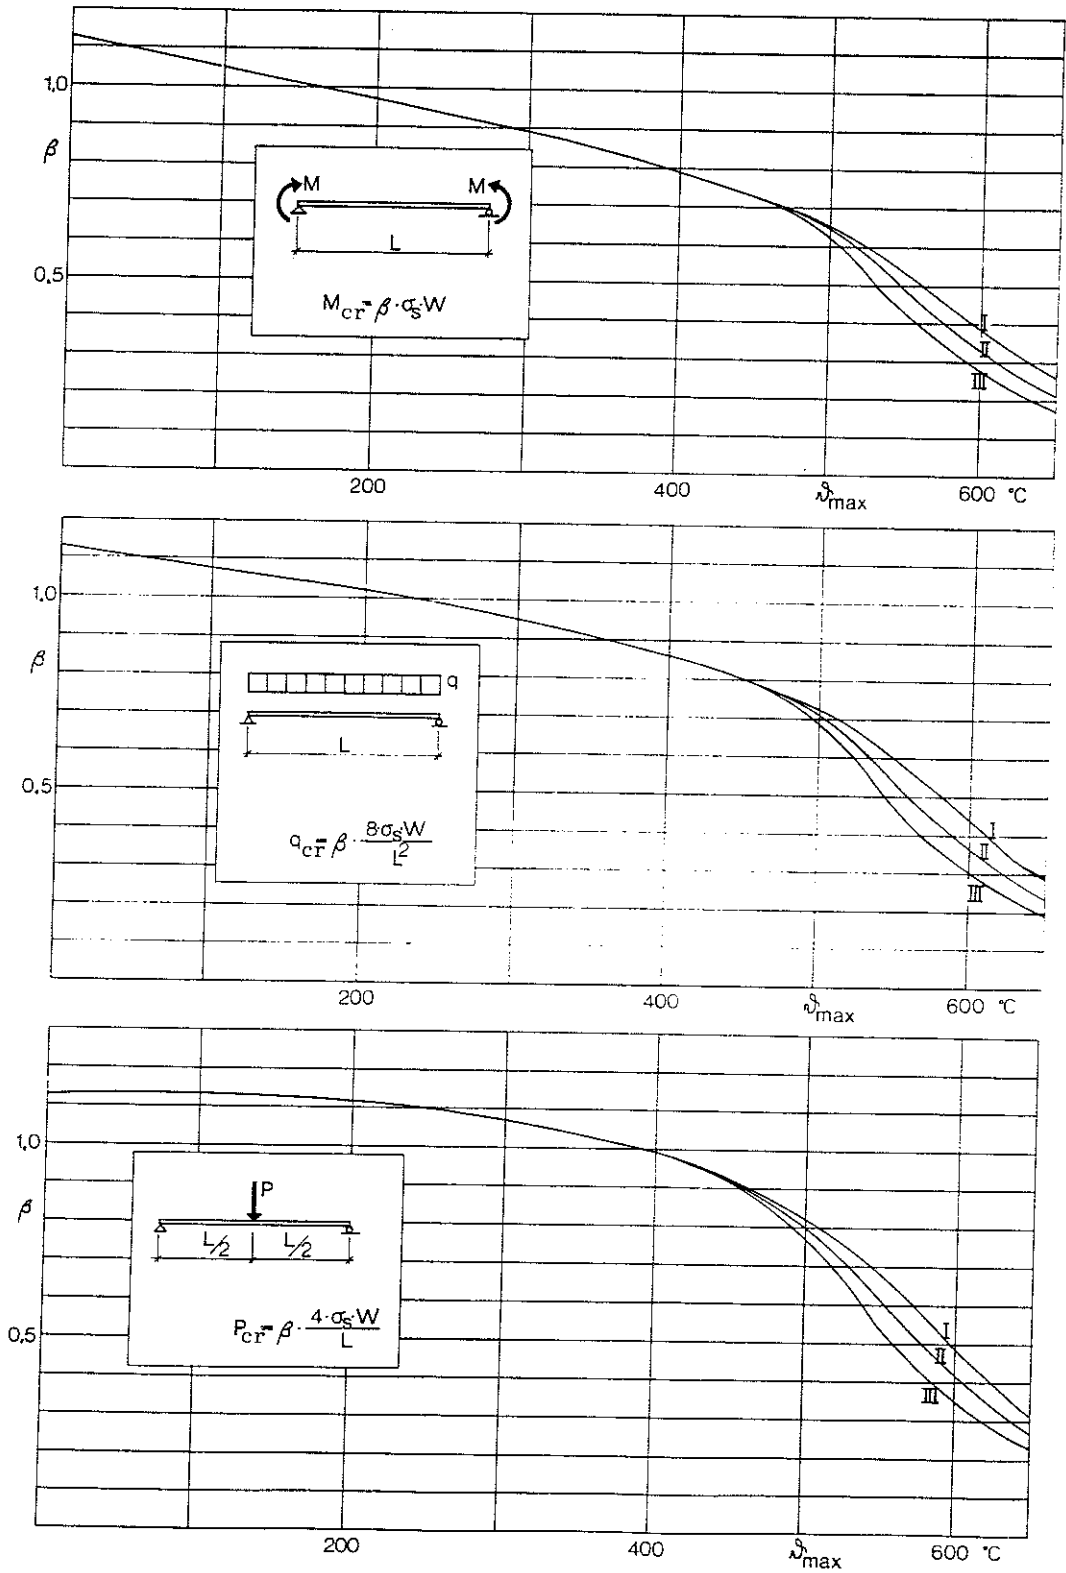 1.0
β
M M
L
0.5
M_cr = β · σ_s · W
I
II
III
200 400 ϑ_max 600 °C
1.0
β
q
L
0.5
q_cr = β · 8·σ_s·W / L²
I
II
III
200 400 ϑ_max 600 °C
1.0
β
P
L/2 L/2
0.5
P_cr = β · 4·σ_s·W / L
I
II
III
200 400 ϑ_max 600 °C